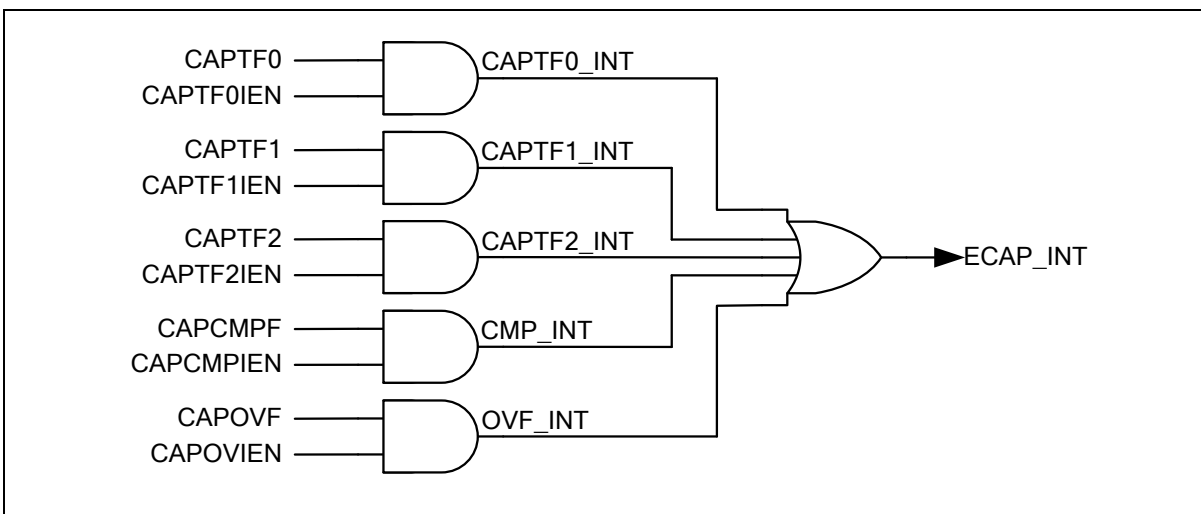 CAPTF0
CAPTF0_INT
CAPTF0IEN
CAPTF1
CAPTF1_INT
CAPTF1IEN
CAPTF2
CAPTF2_INT
ECAP_INT
CAPTF2IEN
CAPCMPF
CMP_INT
CAPCMPIEN
CAPOVF
OVF_INT
CAPOVIEN